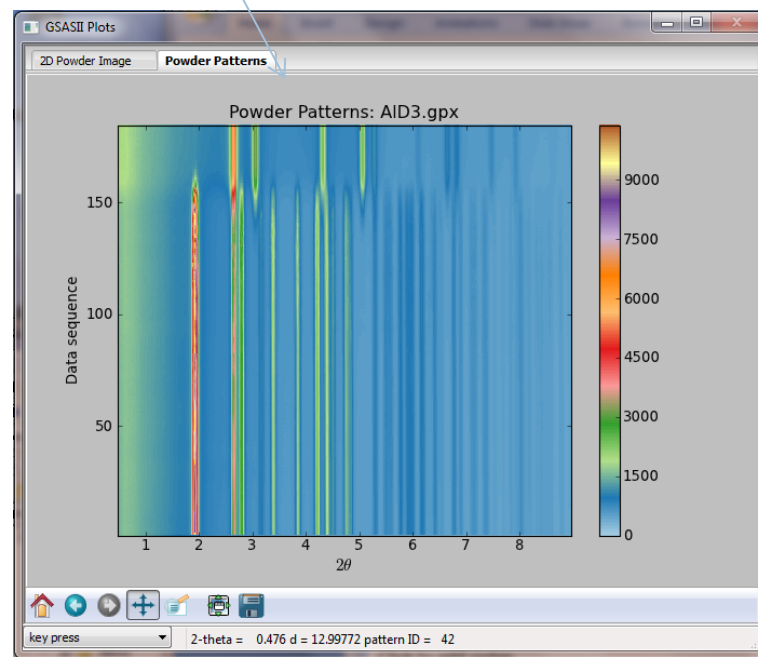 GSASII Plots
2D Powder Image Powder Patterns
Powder Patterns: AlD3.gpx
Data sequence
150
100
50
1 2 3 4 5 6 7 8
2θ
9000
7500
6000
4500
3000
1500
0
key press 2-theta = 0.476 d = 12.99772 pattern ID = 42